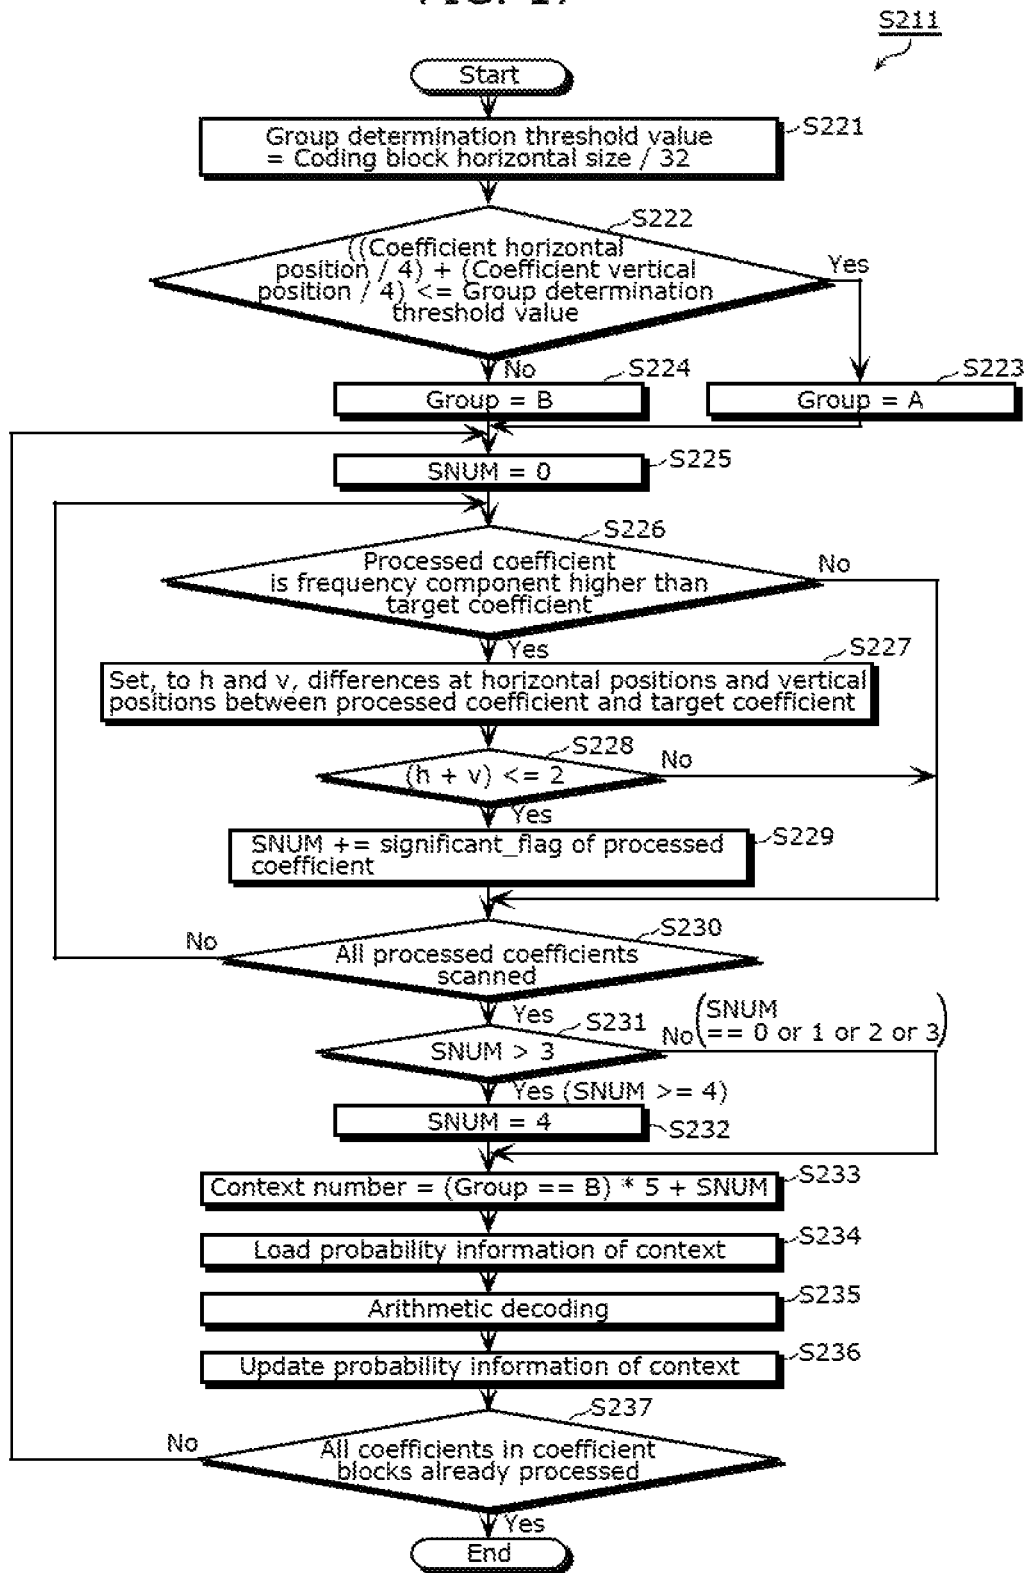 S211
Start
S221
Group determination threshold value
= Coding block horizontal size / 32
S222
((Coefficient horizontal
position / 4) + (Coefficient vertical
position / 4) <= Group determination
threshold value
Yes
No
S224
Group = B
S223
Group = A
S225
SNUM = 0
S226
Processed coefficient
is frequency component higher than
target coefficient
No
Yes
S227
Set, to h and v, differences at horizontal positions and vertical
positions between processed coefficient and target coefficient
S228
(h + v) <= 2
No
Yes
S229
SNUM += significant_flag of processed
coefficient
S230
No
All processed coefficients
scanned
Yes
S231
SNUM > 3
No (SNUM
== 0 or 1 or 2 or 3)
Yes (SNUM >= 4)
SNUM = 4
S232
Context number = (Group == B) * 5 + SNUM
S233
Load probability information of context
S234
Arithmetic decoding
S235
Update probability information of context
S236
S237
No
All coefficients in coefficient
blocks already processed
Yes
End